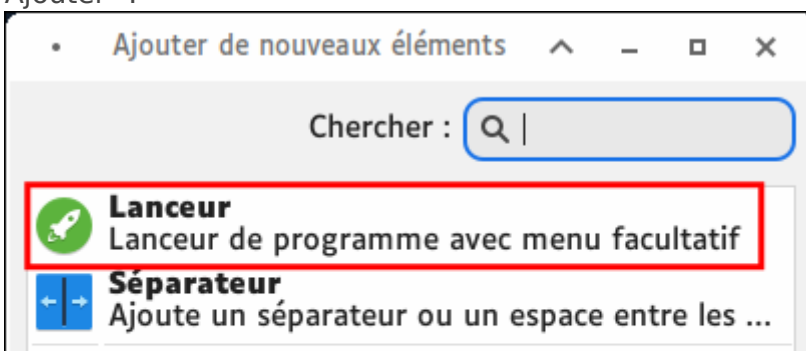 Ajouter de nouveaux éléments
Chercher :
Lanceur
Lanceur de programme avec menu facultatif
Séparateur
Ajoute un séparateur ou un espace entre les ...